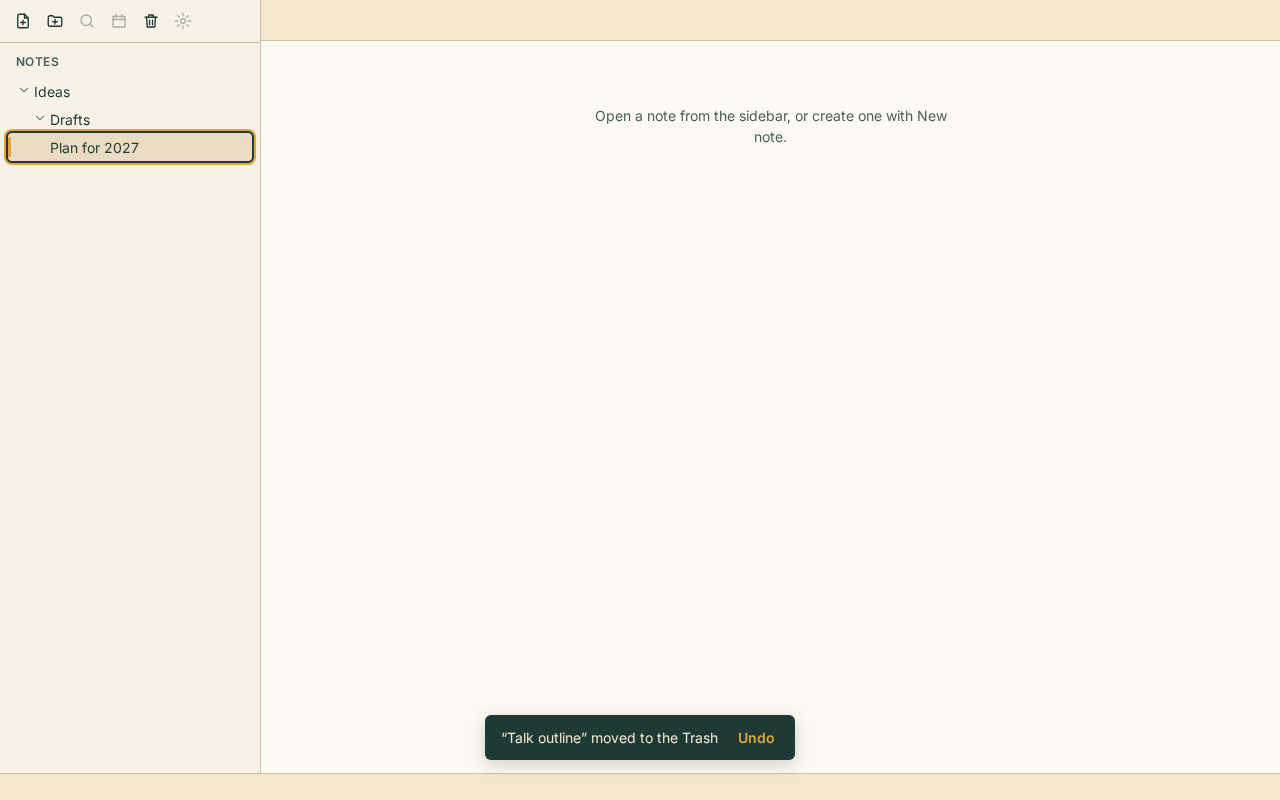 NOTES
Ideas
Drafts
Plan for 2027
Open a note from the sidebar, or create one with New
note.
“Talk outline” moved to the Trash Undo